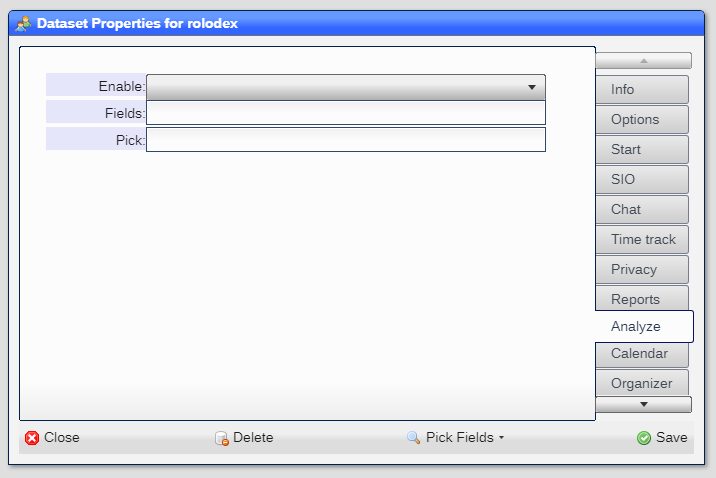 Dataset Properties for rolodex
Enable:
Fields:
Pick:
Info
Options
Start
SIO
Chat
Time track
Privacy
Reports
Analyze
Calendar
Organizer
Close Delete Pick Fields Save